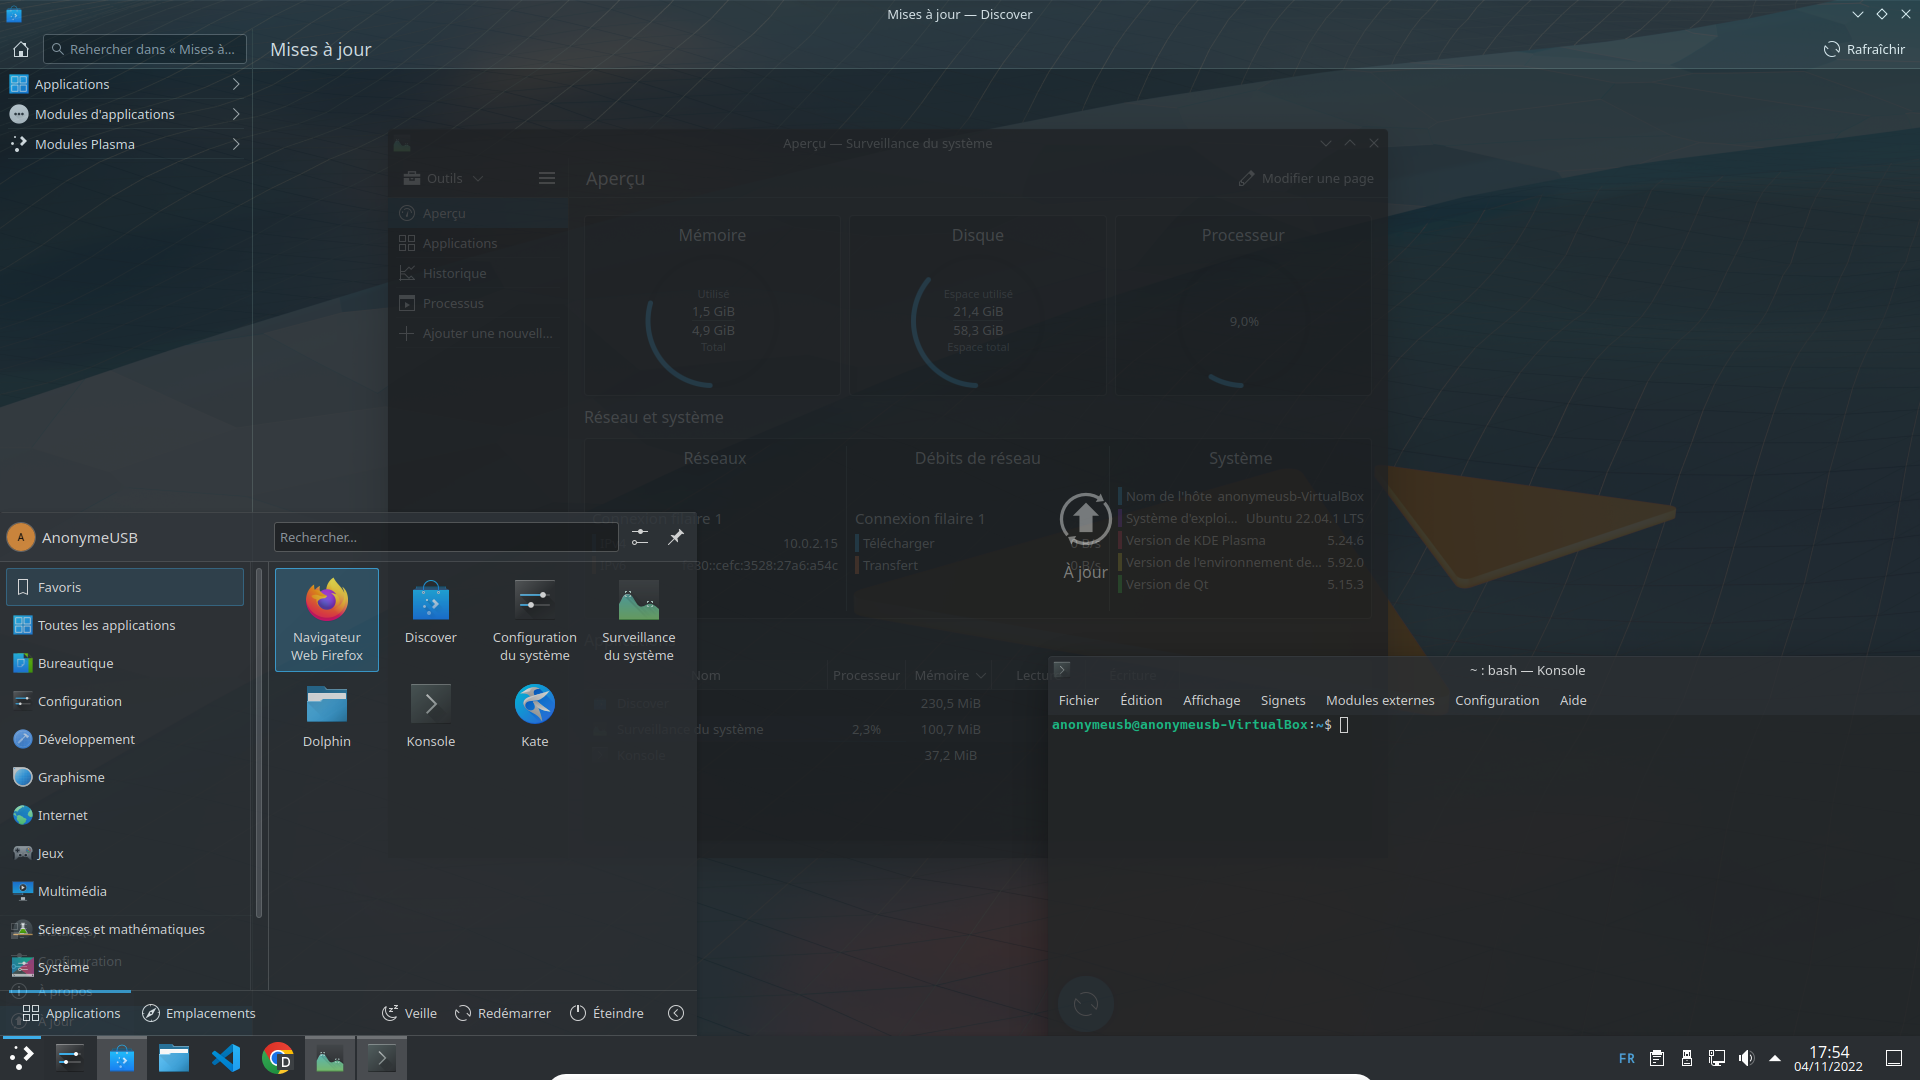 Mises à jour — Discover
Rehercher dans « Mises à...
Mises à jour
Rafraîchir
Applications
Modules d'applications
Modules Plasma
Aperçu — Surveillance du système
Outils
Aperçu
Modifier une page
Aperçu
Applications
Historique
Processus
Ajouter une nouvell...
Mémoire
Utilisé
1,5 GiB
4,9 GiB
Total
Disque
Espace utilisé
21,4 GiB
58,3 GiB
Espace total
Processeur
9,0%
Réseau et système
Réseaux
10.0.2.15
Débits de réseau
Connexion filaire 1
Télécharger
Transfert
À jour
Système
Nom de l'hôte anonymeusb-VirtualBox
Système d'exploi... Ubuntu 22.04.1 LTS
Version de KDE Plasma 5.24.6
Version de l'environnement de... 5.92.0
Version de Qt 5.15.3
Processeur Mémoire
Discover 230,5 MiB
Surveillance du système 2,3% 100,7 MiB
Konsole 37,2 MiB
AnonymeUSB
Rechercher...
Favoris
Toutes les applications
Bureautique
Configuration
Développement
Graphisme
Internet
Jeux
Multimédia
Sciences et mathématiques
Configuration
Système
À propos
À jour
Navigateur
Web Firefox
Discover
Configuration
du système
Surveillance
du système
Dolphin
Konsole
Kate
Applications
Emplacements
Veille
Redémarrer
Éteindre
~ : bash — Konsole
Fichier Édition Affichage Signets Modules externes Configuration Aide
anonymeusb@anonymeusb-VirtualBox:~$
D
FR
17:54
04/11/2022